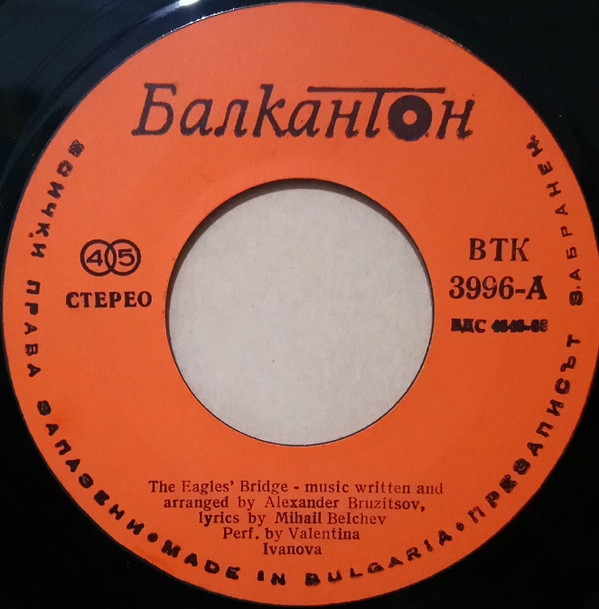 Балкантон
45
СТЕРЕО
ВТК
3996-А
БДС
The Eagles' Bridge - music written and
arranged by Alexander Bruzitsov,
lyrics by Mihail Belchev
Perf. by Valentina
Ivanova
ВСИЧКИ ПРАВА ЗАПАЗЕНИ • MADE IN BULGARIA • ПРЕЗАПИСЪТ ЗАБРАНЕН.